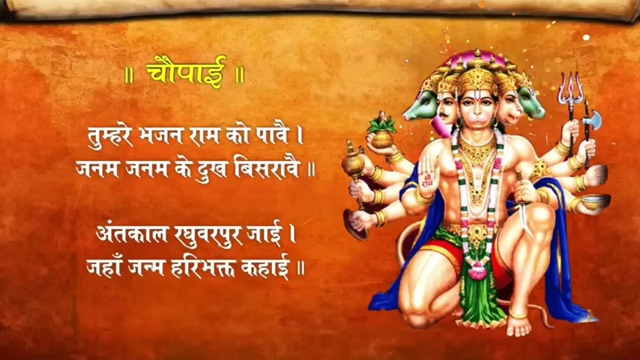 ॥ चौपाई ॥
तुम्हरे भजन राम को पावै ।
जनम जनम के दुख बिसरावै ॥
अंतकाल रघुवरपुर जाई ।
जहाँ जन्म हरिभक्त कहाई ॥
श्री
राम